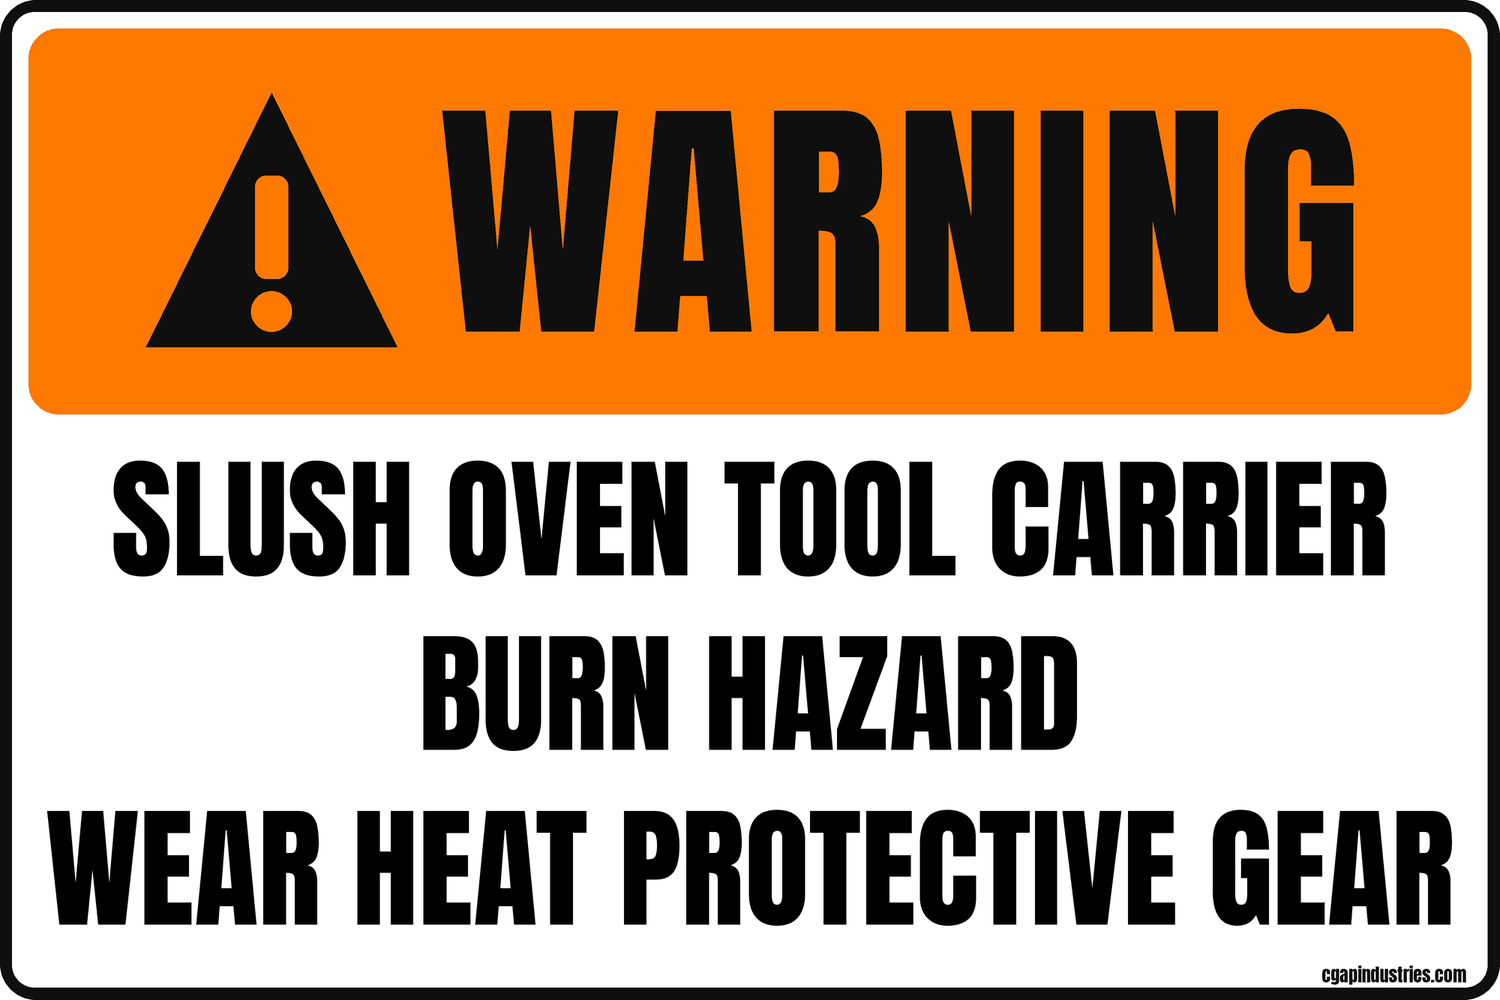 WARNING
SLUSH OVEN TOOL CARRIER
BURN HAZARD
WEAR HEAT PROTECTIVE GEAR
cgapindustries.com